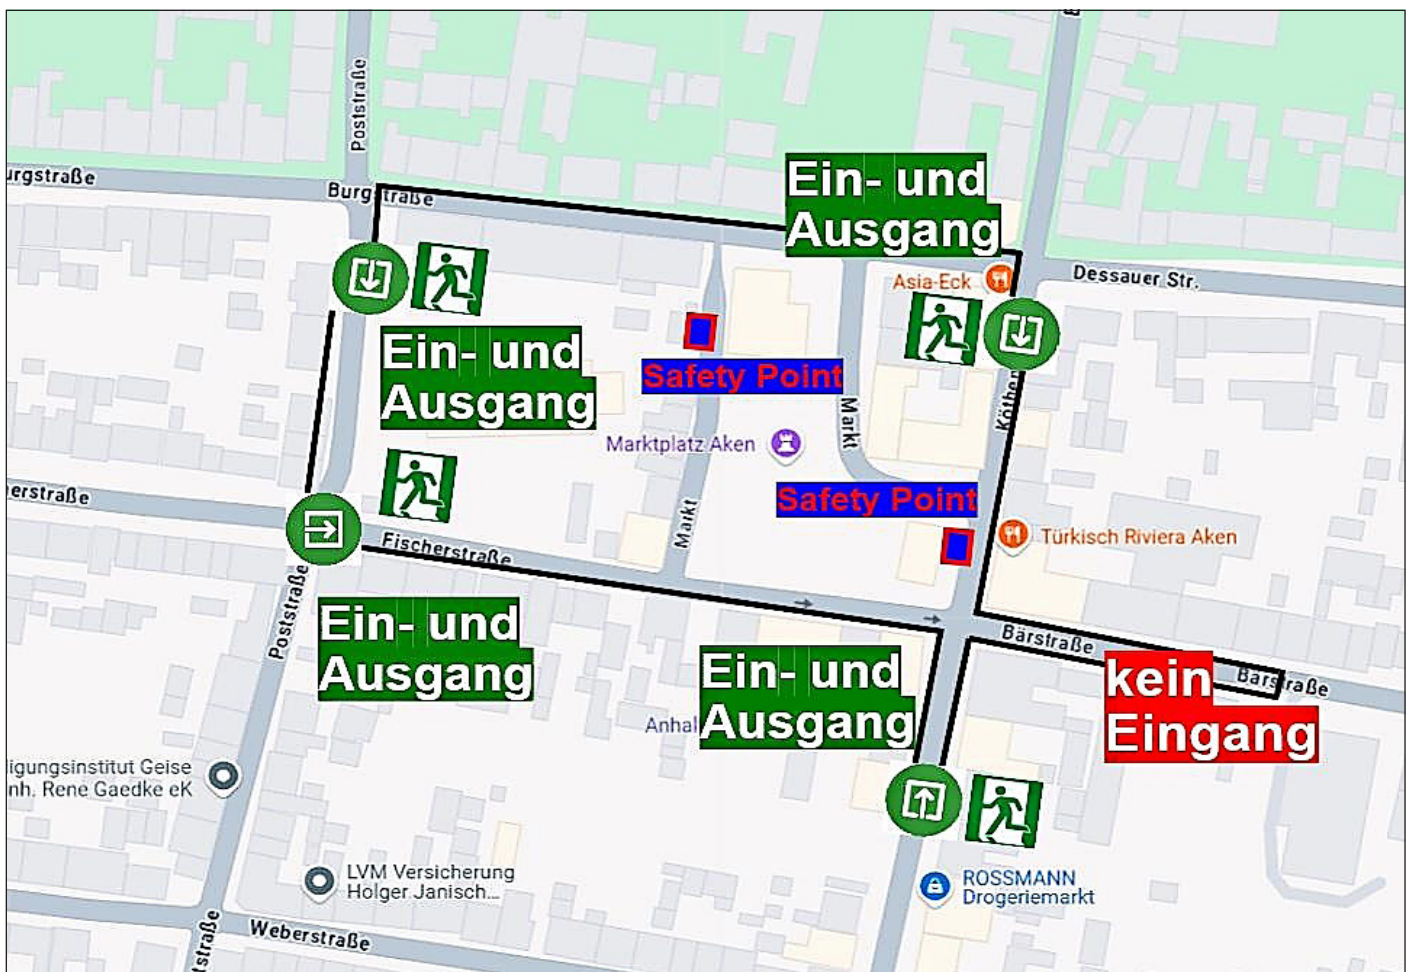 Poststraße
urgstraße
Burgstraße
Ein- und
Ausgang
Dessauer Str.
Asia-Eck
Ein- und
Ausgang
Safety Point
Köthen
Markt
Marktplatz Aken
Safety Point
erstraße
Markt
Türkisch Riviera Aken
Fischerstraße
Poststraße
Ein- und
Ausgang
Bärstraße
Ein- und
Ausgang
kein
Eingang
Bärstraße
Anhal
igungsinstitut Geise
nh. Rene Gaedke eK
LVM Versicherung
Holger Janisch...
ROSSMANN
Drogeriemarkt
Weberstraße
tstraße